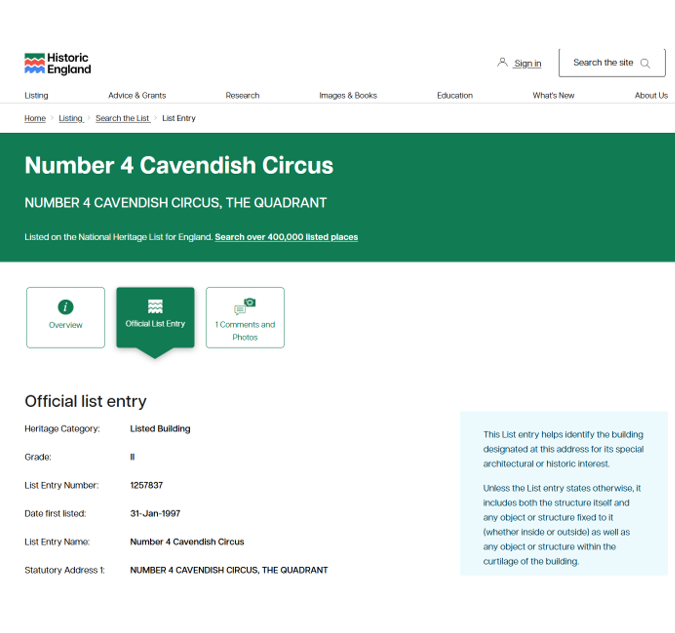 Historic
England
Sign in
Search the site
Listing
Advice & Grants
Research
Images & Books
Education
What's New
About Us
Home
Listing
Search the List
List Entry
Number 4 Cavendish Circus
NUMBER 4 CAVENDISH CIRCUS, THE QUADRANT
Listed on the National Heritage List for England. Search over 400,000 listed places
Overview
Official List Entry
1 Comments and
Photos
Official list entry
Heritage Category: Listed Building
Grade: II
List Entry Number: 1257837
Date first listed: 31-Jan-1997
List Entry Name: Number 4 Cavendish Circus
Statutory Address 1: NUMBER 4 CAVENDISH CIRCUS, THE QUADRANT
This List entry helps identify the building
designated at this address for its special
architectural or historic interest.
Unless the List entry states otherwise, it
includes both the structure itself and
any object or structure fixed to it
(whether inside or outside) as well as
any object or structure within the
curtilage of the building.